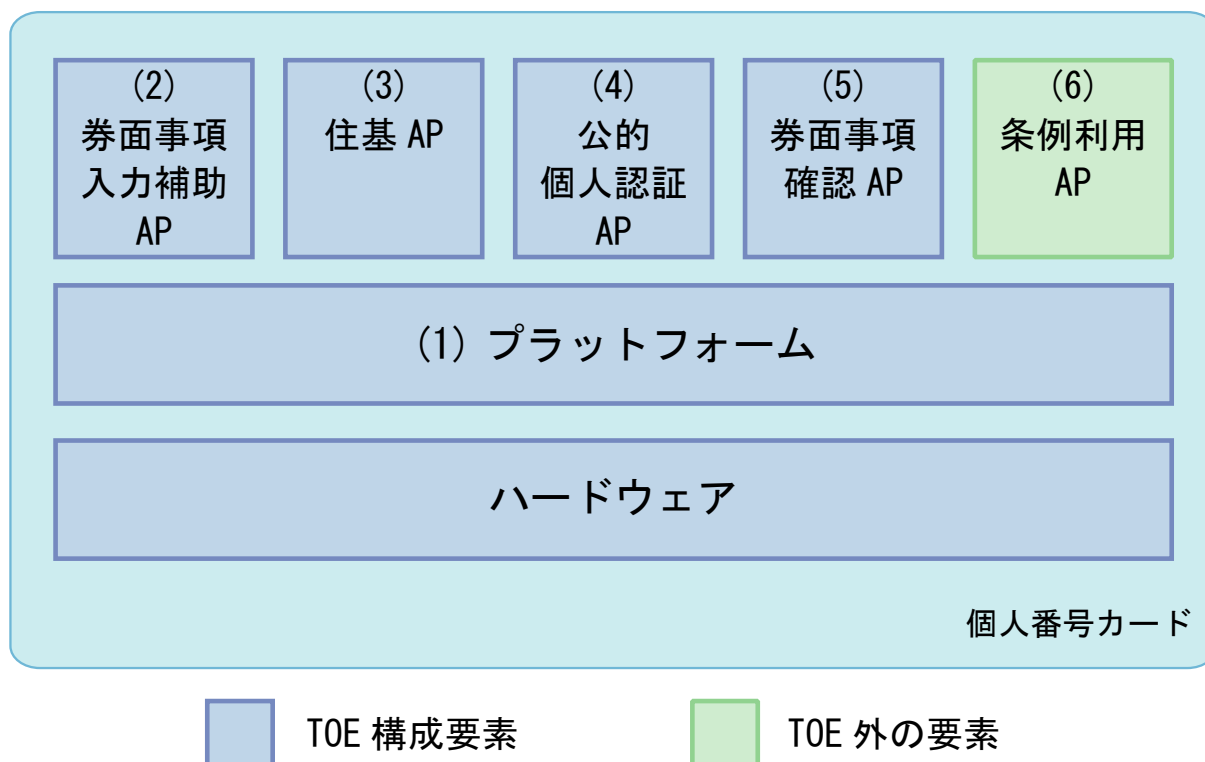 (2)
券面事項
入力補助
AP
(3)
住基 AP
(4)
公的
個人認証
AP
(5)
券面事項
確認 AP
(6)
条例利用
AP
(1) プラットフォーム
ハードウェア
個人番号カード
TOE 構成要素
TOE 外の要素